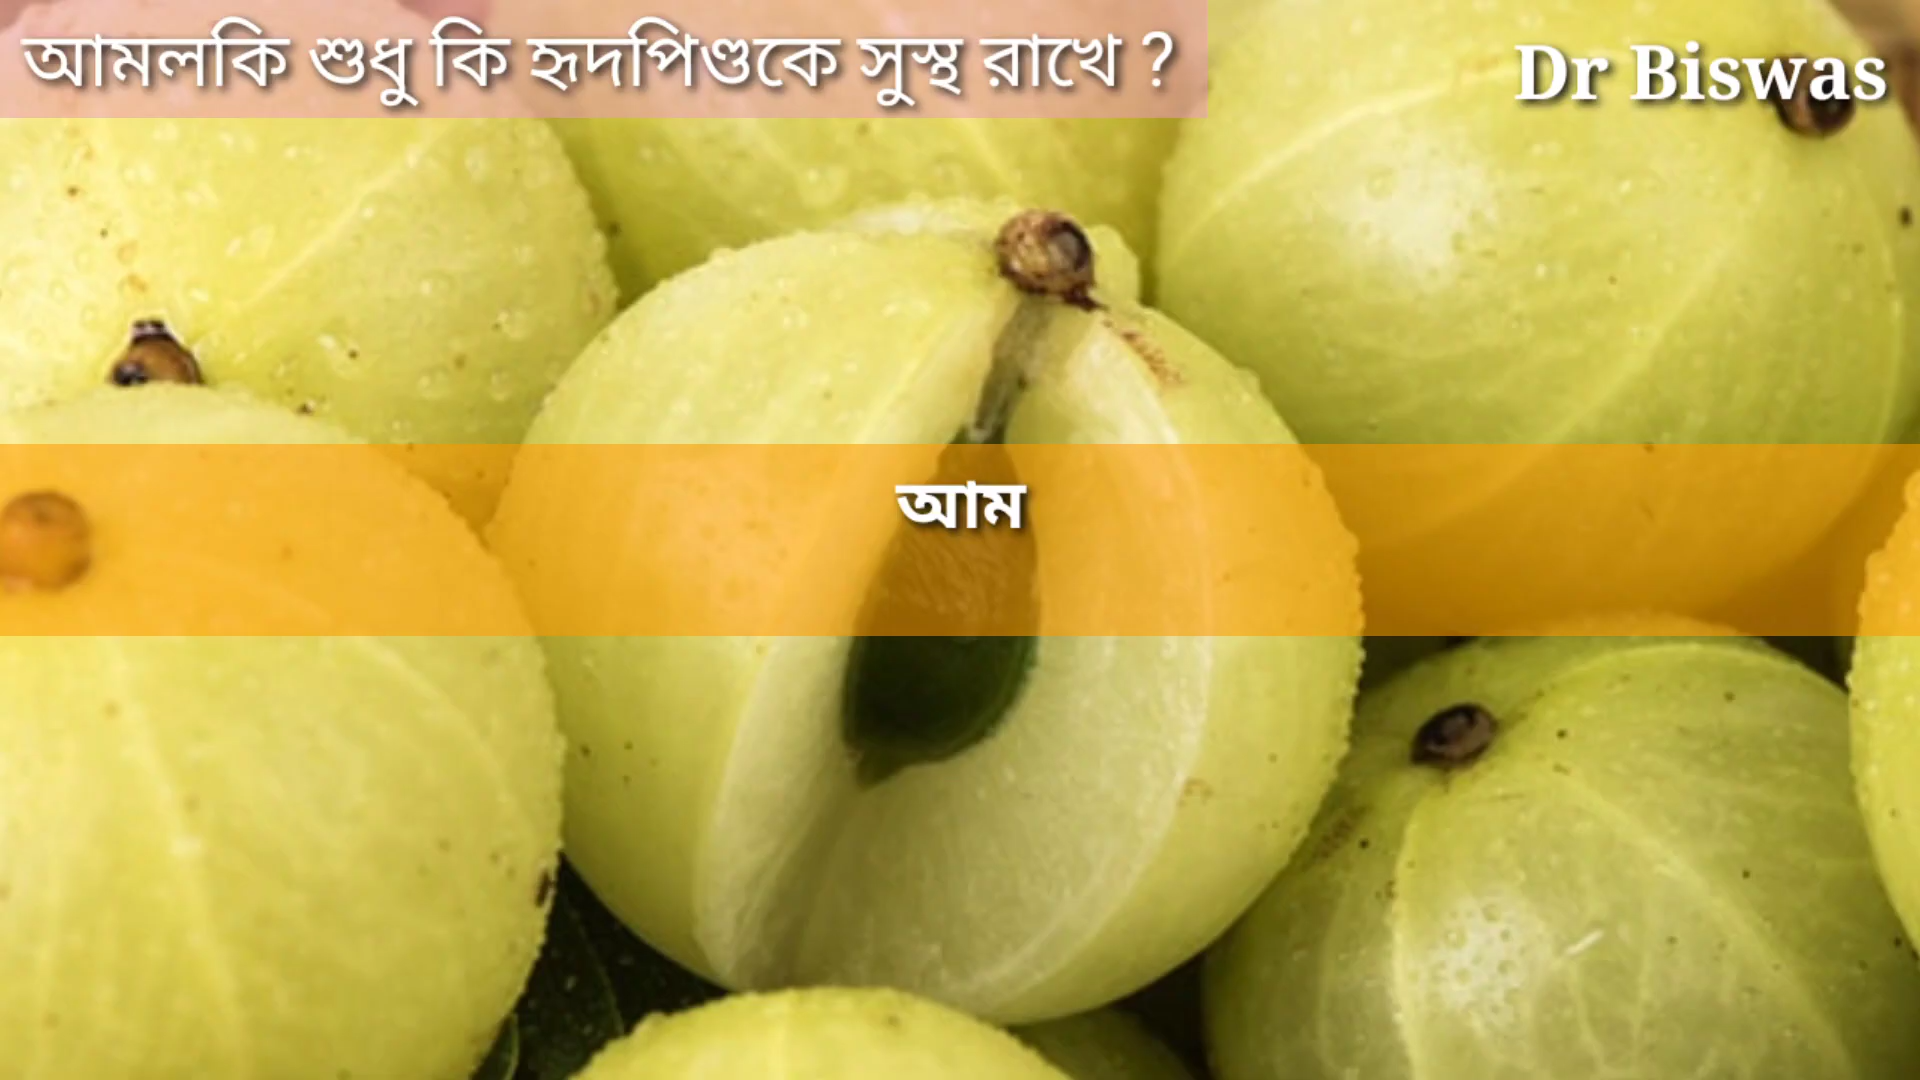 আমলকি শুধু কি হৃদপিণ্ডকে সুস্থ রাখে ?
Dr Biswas
আম